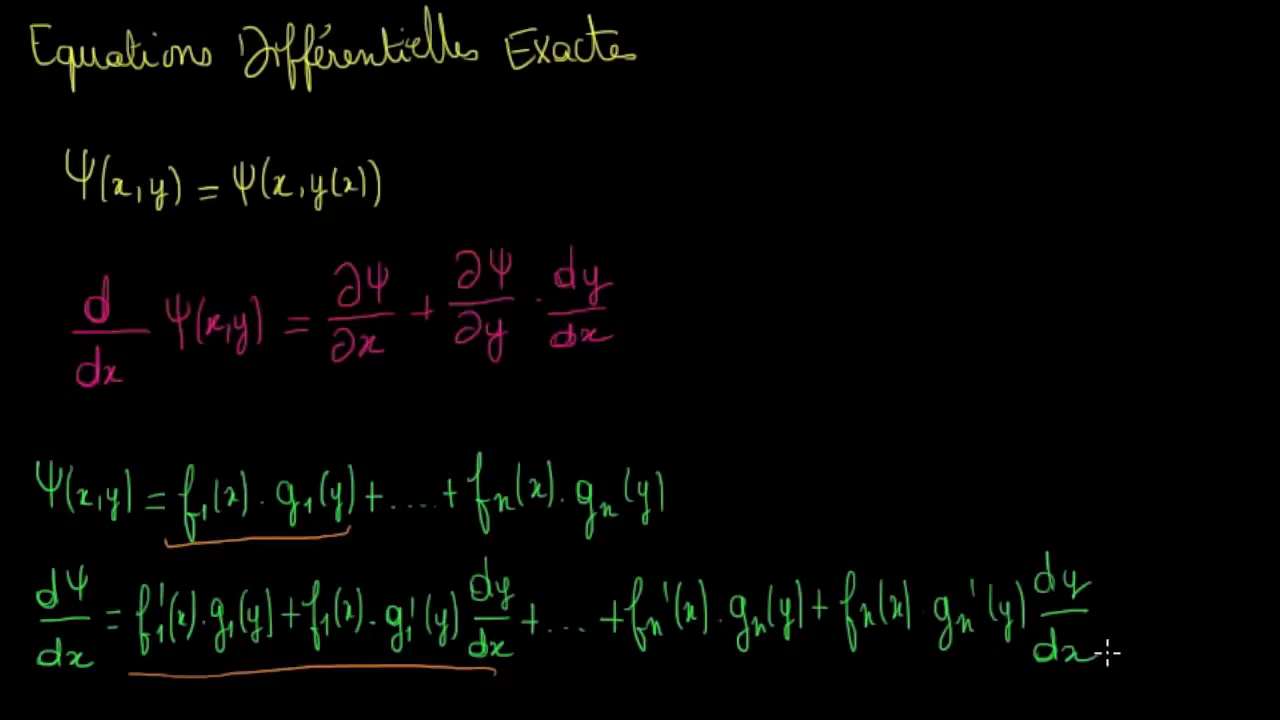 Equations Différentielles Exactes
Ψ(x,y) = Ψ(x,y(x))
d/dx Ψ(x,y) = ∂Ψ/∂x + ∂Ψ/∂y · dy/dx
Ψ(x,y) = f₁(x) · g₁(y) + .... + fₙ(x) · gₙ(y)
dΨ/dx = f₁'(x) · g₁(y) + f₁(x) · g₁'(y) dy/dx + ... + fₙ'(x) · gₙ(y) + fₙ(x) · gₙ'(y) dy/dx